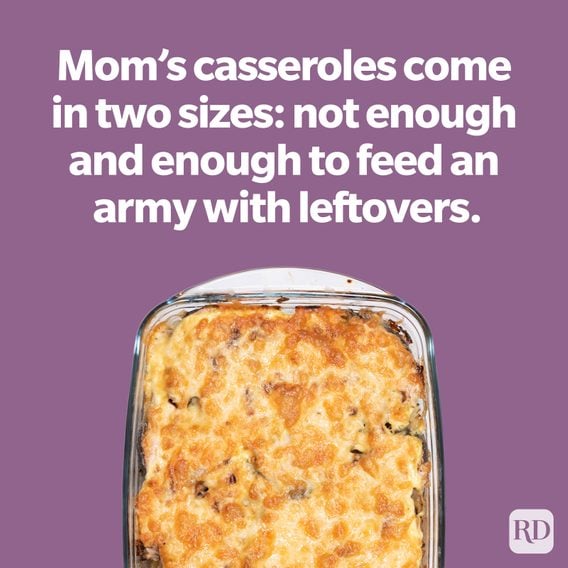 Mom’s casseroles come
in two sizes: not enough
and enough to feed an
army with leftovers.
RD